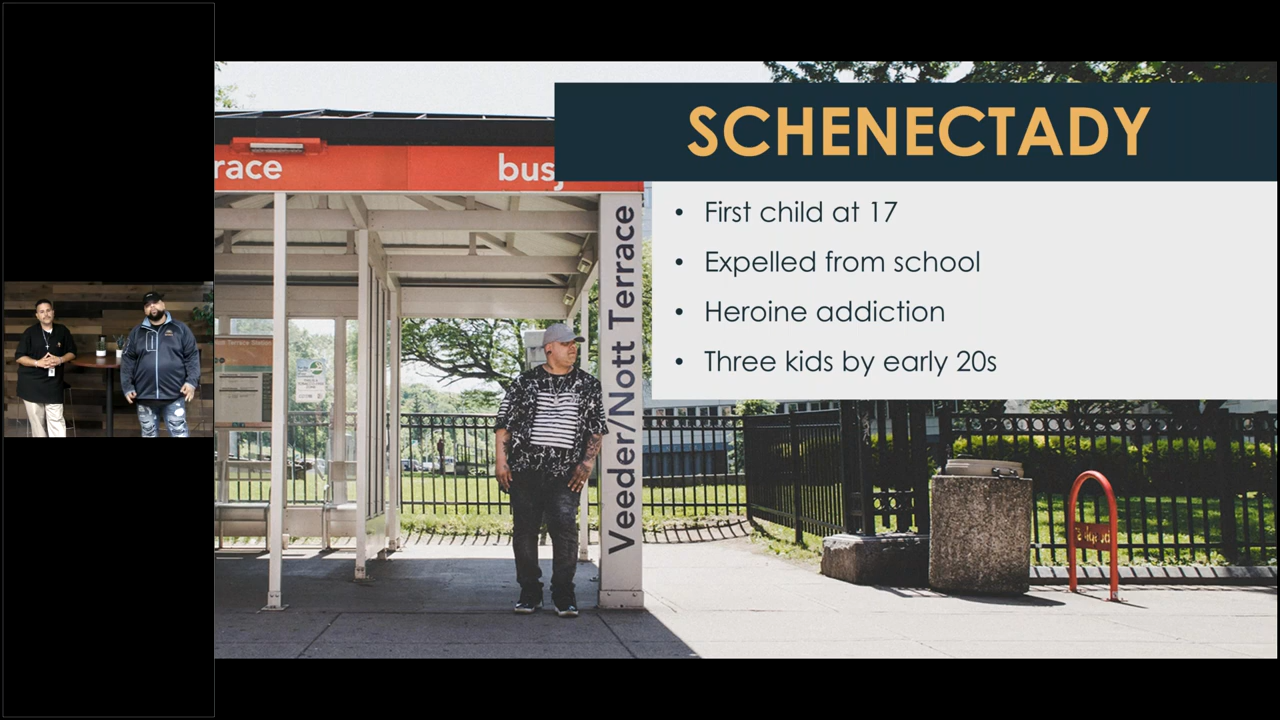 SCHENECTADY
• First child at 17
• Expelled from school
• Heroine addiction
• Three kids by early 20s
race
bus
Veeder/Nott Terrace